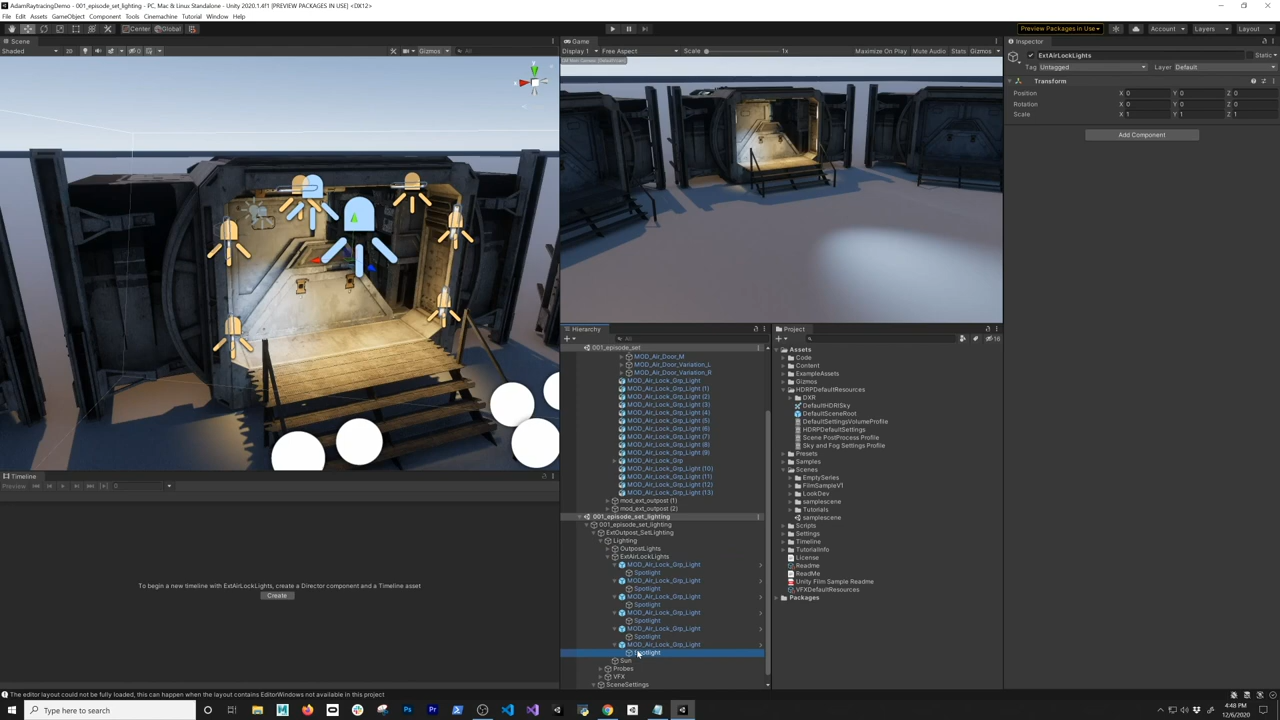 AdamRaytracingDemo - 001_episode_set_lighting - PC, Mac & Linux Standalone - Unity 2020.1.4f1 [PREVIEW PACKAGES IN USE] <DX12>
File Edit Assets GameObject Component Tools Cinemachine Tutorial Window Help
Center Global
Preview Packages in Use Account Layers Layout
Scene
Shaded 2D Gizmos All
Game
Display 1 Free Aspect Scale 1x Maximize On Play Mute Audio Stats Gizmos
Inspector
ExtAirLockLights Static
Tag Untagged Layer Default
Transform
Position X 0 Y 0 Z 0
Rotation X 0 Y 0 Z 0
Scale X 1 Y 1 Z 1
Add Component
Hierarchy
All
001_episode_set
MOD_Air_Door_M
MOD_Air_Door_Variation_L
MOD_Air_Door_Variation_R
MOD_Air_Lock_Grp_Light
MOD_Air_Lock_Grp_Light (1)
MOD_Air_Lock_Grp_Light (2)
MOD_Air_Lock_Grp_Light (3)
MOD_Air_Lock_Grp_Light (4)
MOD_Air_Lock_Grp_Light (5)
MOD_Air_Lock_Grp_Light (6)
MOD_Air_Lock_Grp_Light (7)
MOD_Air_Lock_Grp_Light (8)
MOD_Air_Lock_Grp_Light (9)
MOD_Air_Lock_Grp
MOD_Air_Lock_Grp_Light (10)
MOD_Air_Lock_Grp_Light (11)
MOD_Air_Lock_Grp_Light (12)
MOD_Air_Lock_Grp_Light (13)
mod_ext_outpost (1)
mod_ext_outpost (2)
001_episode_set_lighting
001_episode_set_lighting
ExtOutpost_SetLighting
Lighting
OutpostLights
ExtAirLockLights
MOD_Air_Lock_Grp_Light
Spotlight
MOD_Air_Lock_Grp_Light
Spotlight
MOD_Air_Lock_Grp_Light
Spotlight
MOD_Air_Lock_Grp_Light
Spotlight
MOD_Air_Lock_Grp_Light
Spotlight
MOD_Air_Lock_Grp_Light
Spotlight
Sun
Probes
VFX
SceneSettings
Project
16
Assets
Code
Content
ExampleAssets
Gizmos
HDRPDefaultResources
DXR
DefaultHDRISky
DefaultSceneRoot
DefaultSettingsVolumeProfile
HDRPDefaultSettings
Scene PostProcess Profile
Sky and Fog Settings Profile
Presets
Samples
Scenes
EmptySeries
FilmSampleV1
LookDev
samplescene
Tutorials
samplescene
Scripts
Settings
Timeline
TutorialInfo
License
Readme
ReadMe
Unity Film Sample Readme
VFXDefaultResources
Packages
Timeline
Preview 0
To begin a new timeline with ExtAirLockLights, create a Director component and a Timeline asset
Create
The editor layout could not be fully loaded, this can happen when the layout contains EditorWindows not available in this project
Type here to search
4:48 PM
12/6/2020